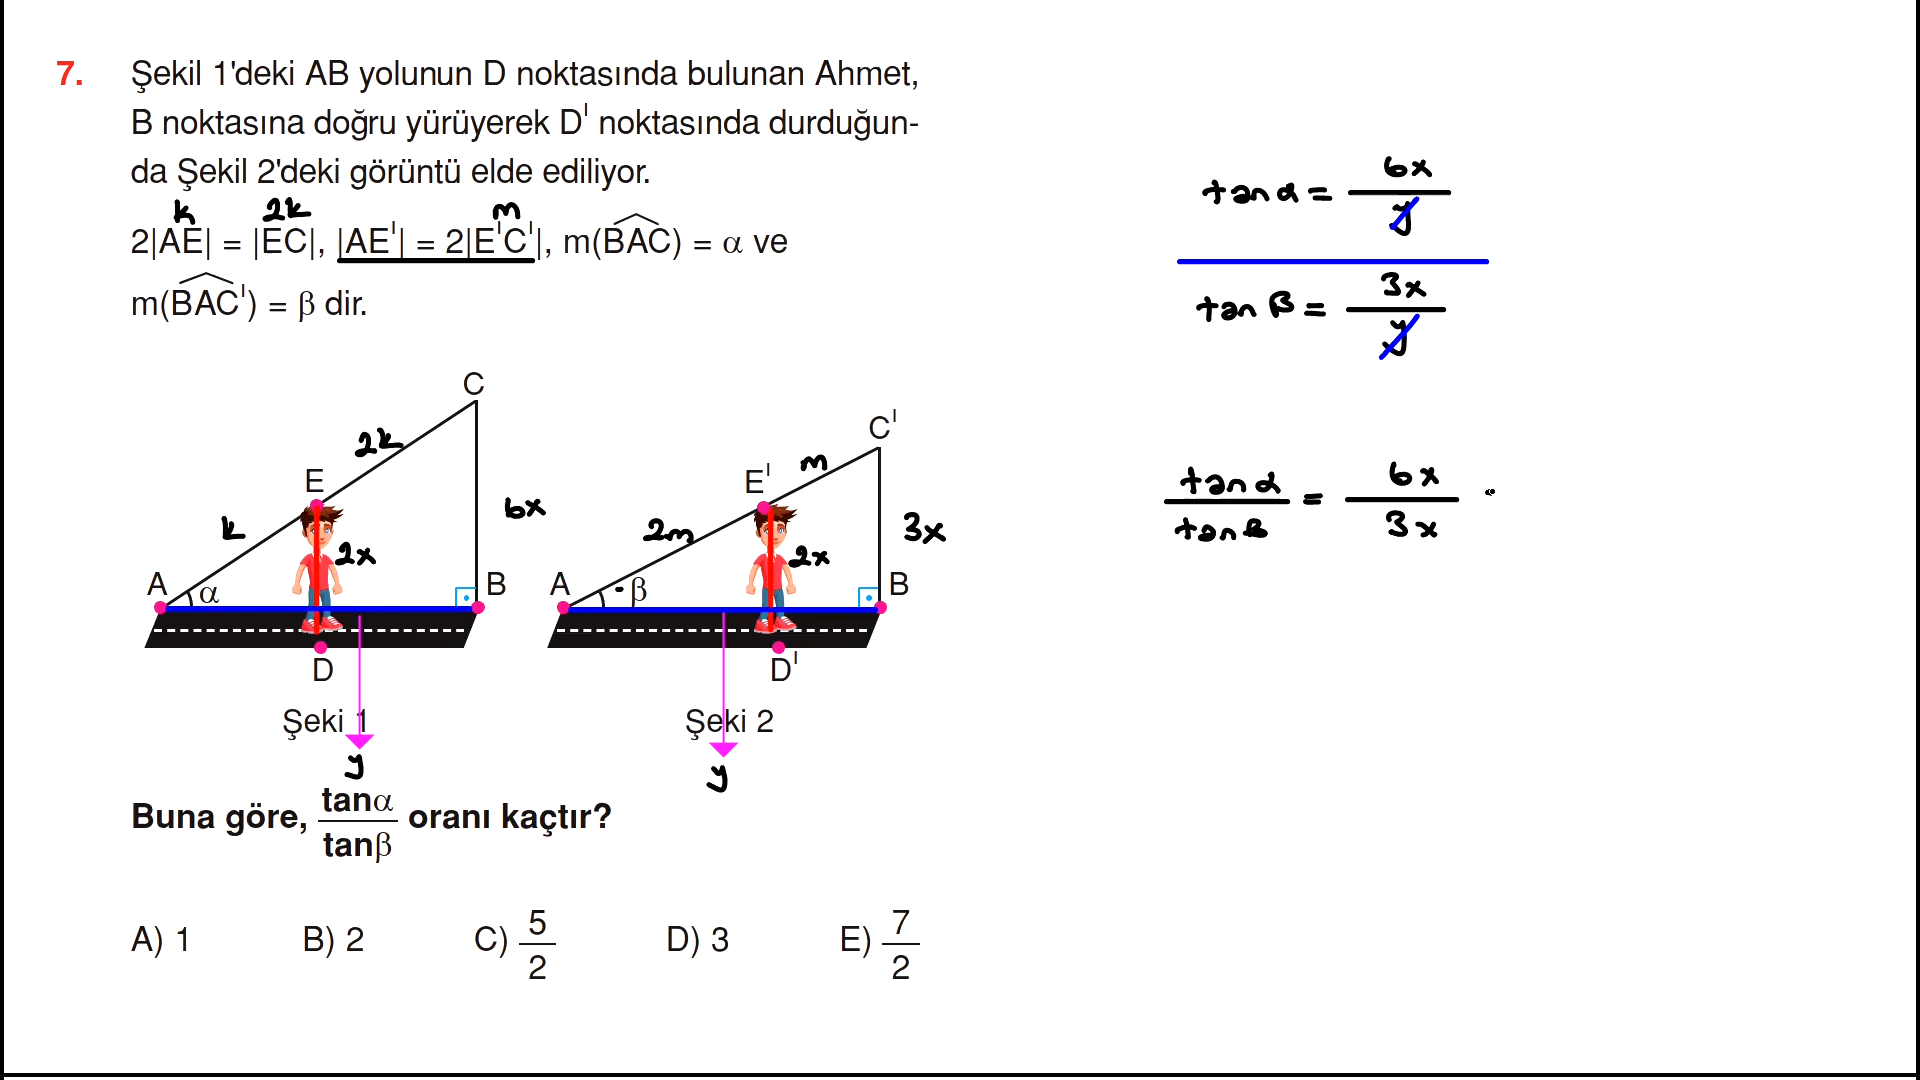 7. Şekil 1'deki AB yolunun D noktasında bulunan Ahmet,
B noktasına doğru yürüyerek D' noktasında durduğun-
da Şekil 2'deki görüntü elde ediliyor.
k 2k m
2|AE| = |EC|, |AE'| = 2|E'C'|, m(BAC) = α ve
m(BAC') = β dir.
C
2k
E
k
2x
6x
A
α
B
D
Şeki 1
y
C'
m
E'
2m
2x
3x
A
β
B
D'
Şeki 2
y
Buna göre, tanα/tanβ oranı kaçtır?
A) 1 B) 2 C) 5/2 D) 3 E) 7/2
tan α = 6x/y
tan β = 3x/y
tan α/tan β = 6x/3x